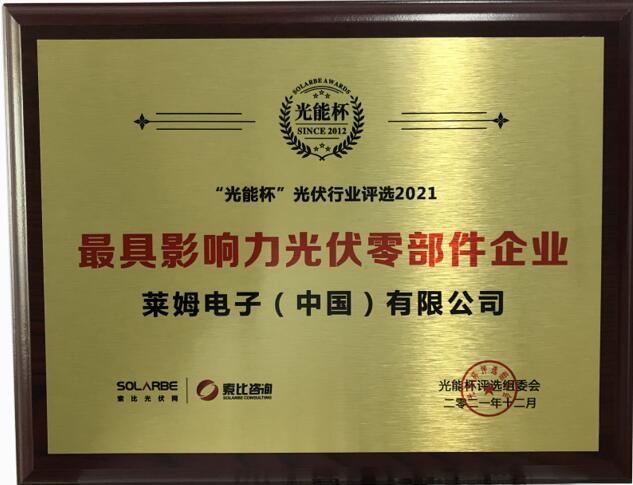 SOLARBE AWARDS
光能杯
SINCE 2012
“光能杯”光伏行业评选2021
最具影响力光伏零部件企业
莱姆电子（中国）有限公司
SOLARBE
索比光伏网
索比咨询
SOLARBE CONSULTING
光能杯评选组委会
二零二一年十二月